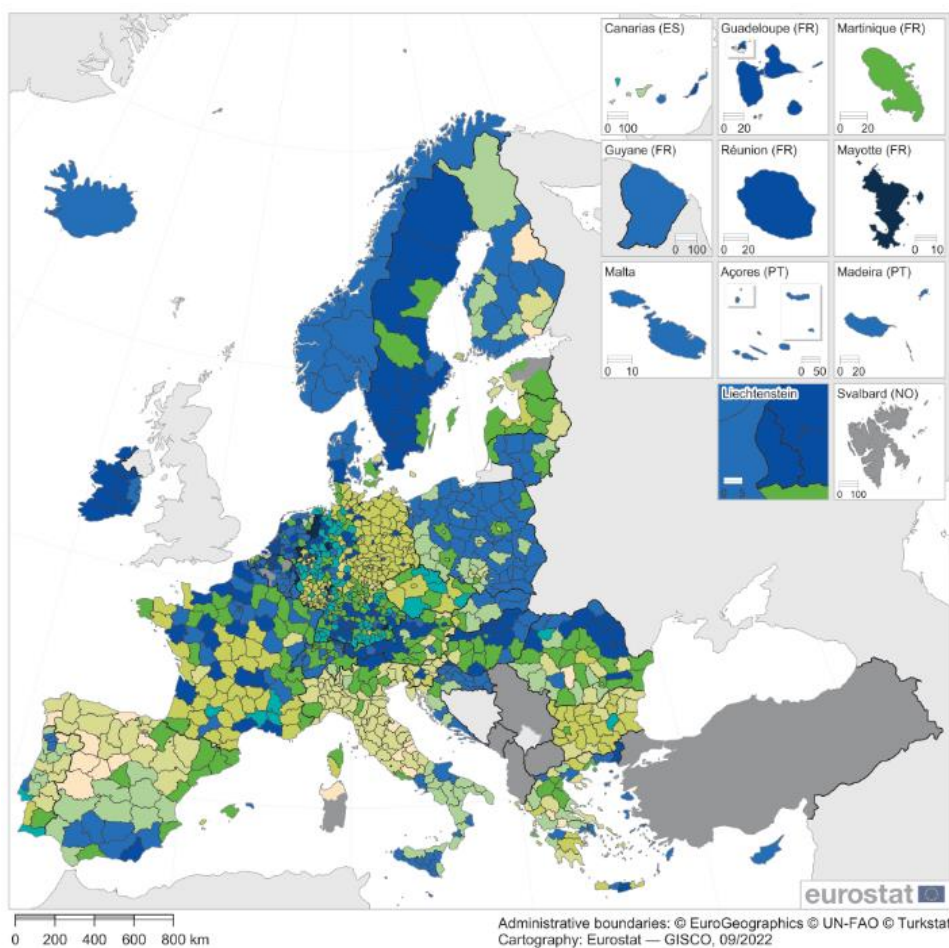 Canarias (ES)
0 100
Guadeloupe (FR)
0 20
Martinique (FR)
0 20
Guyane (FR)
0 100
Réunion (FR)
0 20
Mayotte (FR)
0 10
Malta
0 10
Açores (PT)
0 50
Madeira (PT)
0 20
Liechtenstein
Svalbard (NO)
0 100
eurostat
0 200 400 600 800 km
Administrative boundaries: © EuroGeographics © UN-FAO © Turkstat
Cartography: Eurostat — GISCO, 09/2022